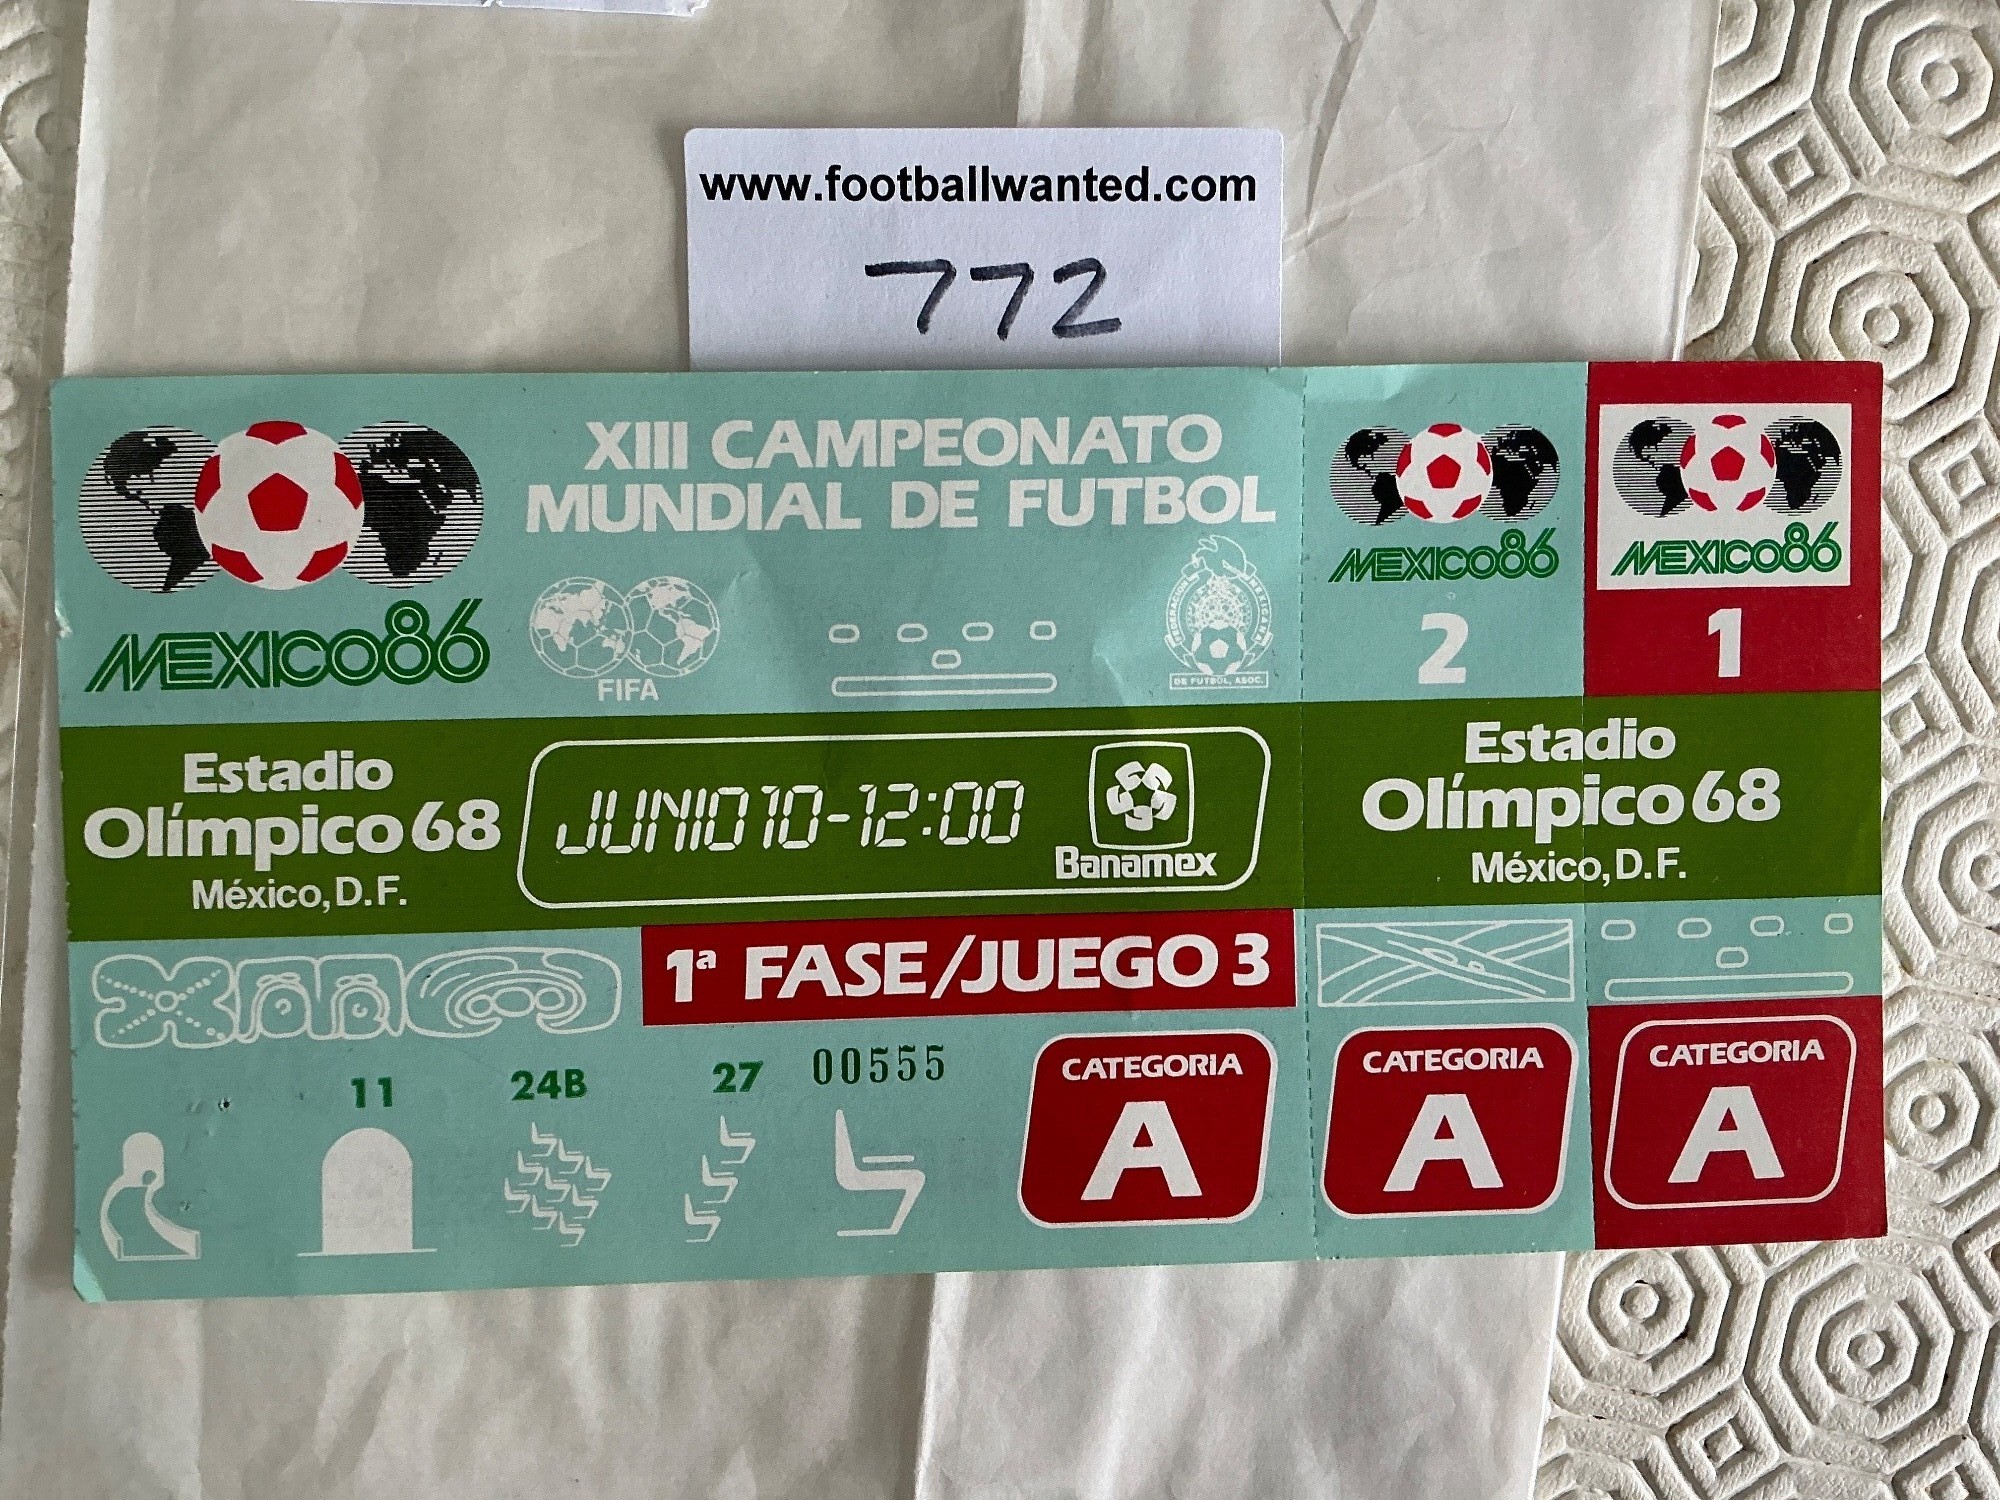 www.footballwanted.com
772
XIII CAMPEONATO
MUNDIAL DE FUTBOL
MEXICO86
FIFA
FEDERACION MEXICANA
DE FUTBOL, ASOC.
MEXICO86
2
MEXICO86
1
Estadio
Olímpico 68
México, D.F.
JUNIO 10-12:00
Banamex
Estadio
Olímpico 68
México, D.F.
1ª FASE/JUEGO 3
11
24B
27
00555
CATEGORIA
A
CATEGORIA
A
CATEGORIA
A